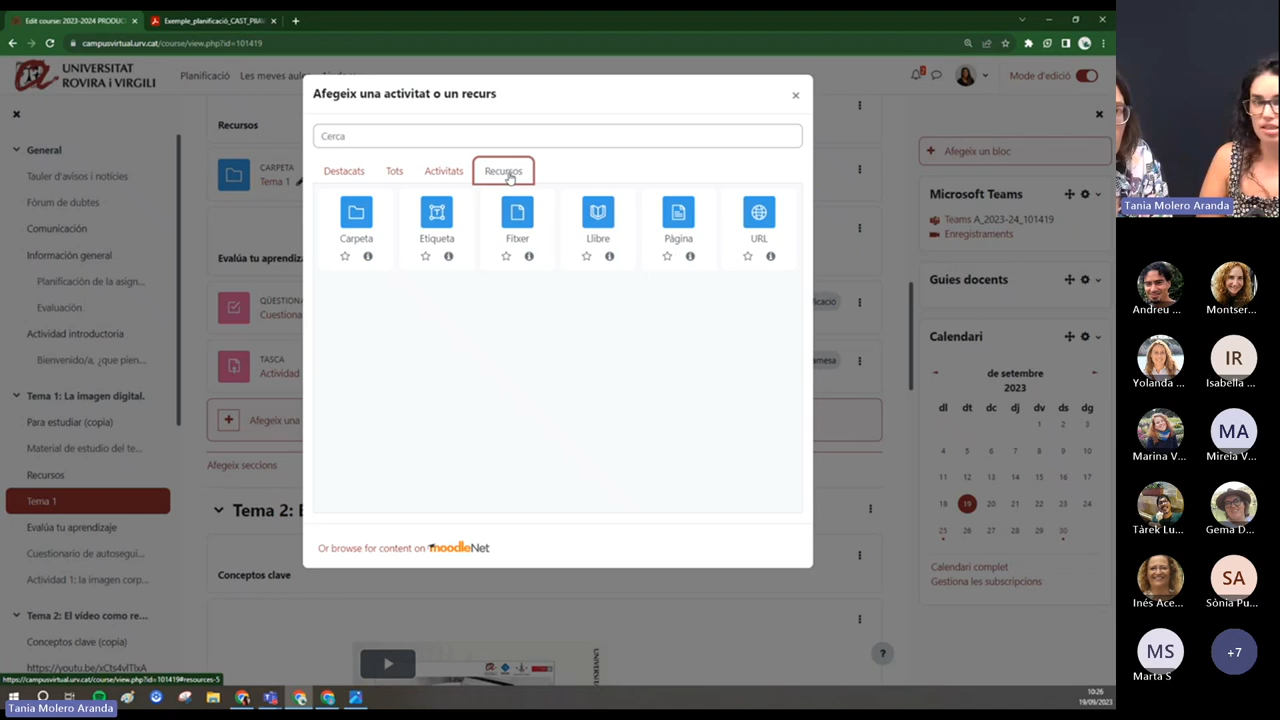 Edit course: 2023-2024 PRODUC
Exemple_planificació_CAST_PIIA
campusvirtual.urv.cat/course/view.php?id=101419
UNIVERSITAT
ROVIRA i VIRGILI
Planificació
Les meves aule
Mode d'edició
Afegeix una activitat o un recurs
Cerca
Destacats
Tots
Activitats
Recursos
Carpeta
Etiqueta
Fitxer
Llibre
Pàgina
URL
Or browse for content on moodleNet
General
Tauler d'avisos i notícies
Fòrum de dubtes
Comunicación
Información general
Planificación de la asign...
Evaluación
Actividad introductoria
Bienvenido/a, ¿que pien...
Tema 1: La imagen digital.
Para estudiar (copia)
Material de estudio del te...
Recursos
Tema 1
Evalúa tu aprendizaje
Cuestionario de autosegui...
Actividad 1: la imagen corp...
Tema 2: El vídeo como re...
Conceptos clave (copia)
https://youtu.be/xCts4vlTlxA
https://campusvirtual.urv.cat/course/view.php?id=101419#resources-5
Recursos
CARPETA
Tema 1
Evalúa tu aprendiza
QÜESTIONA
Cuestiona
ficació
TASCA
Actividad
amesa
Afegeix una
Afegeix seccions
Tema 2: E
Conceptos clave
UNIVERS
Afegeix un bloc
Microsoft Teams
Teams A_2023-24_101419
Enregistraments
Guies docents
Calendari
de setembre
2023
dl dt dc dj dv ds dg
1 2 3
4 5 6 7 8 9 10
11 12 13 14 15 16 17
18 19 20 21 22 23 24
25 26 27 28 29 30
Calendari complet
Gestiona les subscripcions
?
10:26
19/09/2023
Tania Molero Aranda
Tania Molero Aranda
Andreu ...
Montser...
Yolanda ...
IR
Isabella ...
Marina V...
MA
Mireia V...
Tàrek Lu...
Gema D...
Inés Ace...
SA
Sònia Pu...
MS
Marta S
+7